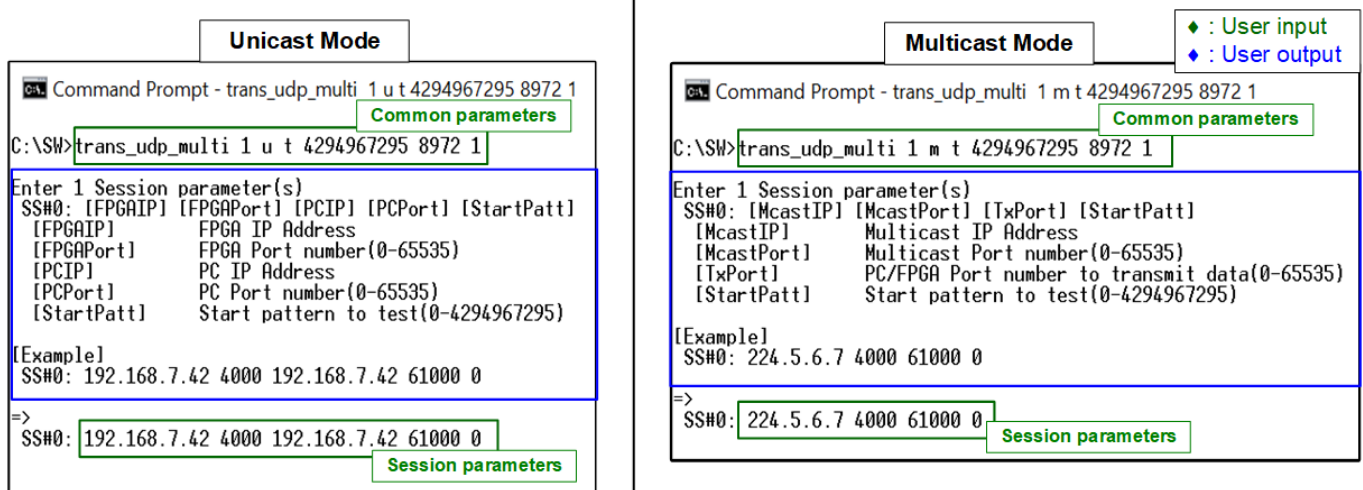 Unicast Mode
Command Prompt - trans_udp_multi 1 u t 4294967295 8972 1
Common parameters
C:\SW>trans_udp_multi 1 u t 4294967295 8972 1
Enter 1 Session parameter(s)
SS#0: [FPGAIP] [FPGAPort] [PCIP] [PCPort] [StartPatt]
[FPGAIP] FPGA IP Address
[FPGAPort] FPGA Port number(0-65535)
[PCIP] PC IP Address
[PCPort] PC Port number(0-65535)
[StartPatt] Start pattern to test(0-4294967295)
[Example]
SS#0: 192.168.7.42 4000 192.168.7.42 61000 0
=>
SS#0: 192.168.7.42 4000 192.168.7.42 61000 0
Session parameters
Multicast Mode
♦ : User input
♦ : User output
Command Prompt - trans_udp_multi 1 m t 4294967295 8972 1
Common parameters
C:\SW>trans_udp_multi 1 m t 4294967295 8972 1
Enter 1 Session parameter(s)
SS#0: [McastIP] [McastPort] [TxPort] [StartPatt]
[McastIP] Multicast IP Address
[McastPort] Multicast Port number(0-65535)
[TxPort] PC/FPGA Port number to transmit data(0-65535)
[StartPatt] Start pattern to test(0-4294967295)
[Example]
SS#0: 224.5.6.7 4000 61000 0
=>
SS#0: 224.5.6.7 4000 61000 0
Session parameters